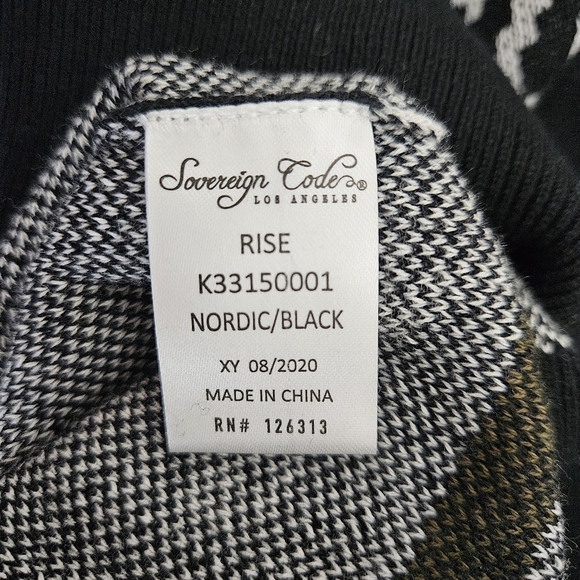 Sovereign Code®
LOS ANGELES
RISE
K33150001
NORDIC/BLACK
XY 08/2020
MADE IN CHINA
RN# 126313